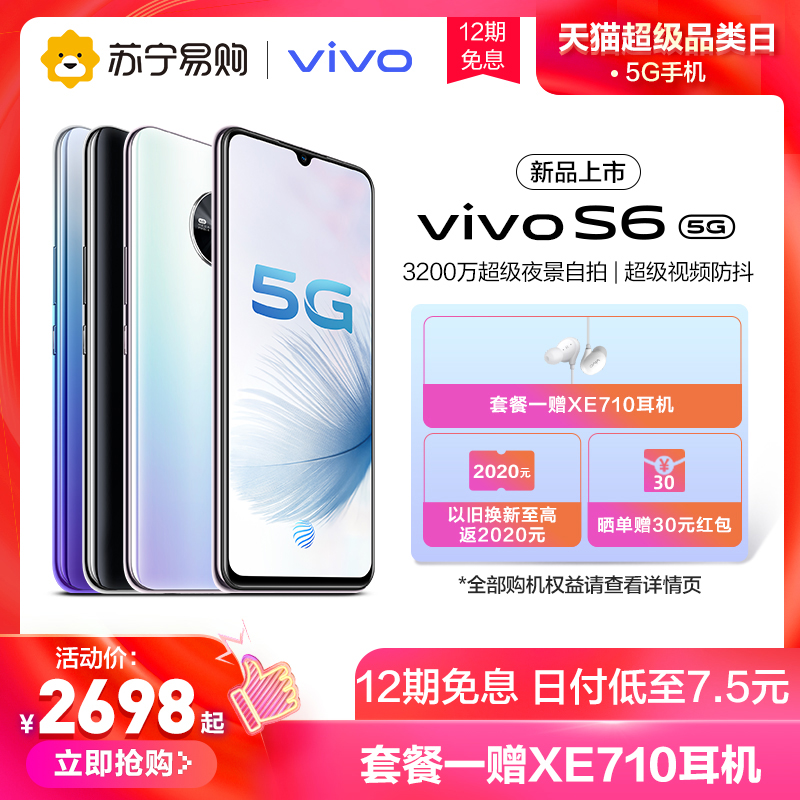 苏宁易购
vivo
12期
免息
天猫超级品类日
·5G手机
新品上市
vivo S6 5G
3200万超级夜景自拍|超级视频防抖
5G
套餐一赠XE710耳机
2020元
以旧换新至高
返2020元
¥
30
晒单赠30元红包
*全部购机权益请查看详情页
活动价:
¥2698起
立即抢购>
12期免息 日付低至7.5元
套餐一赠XE710耳机